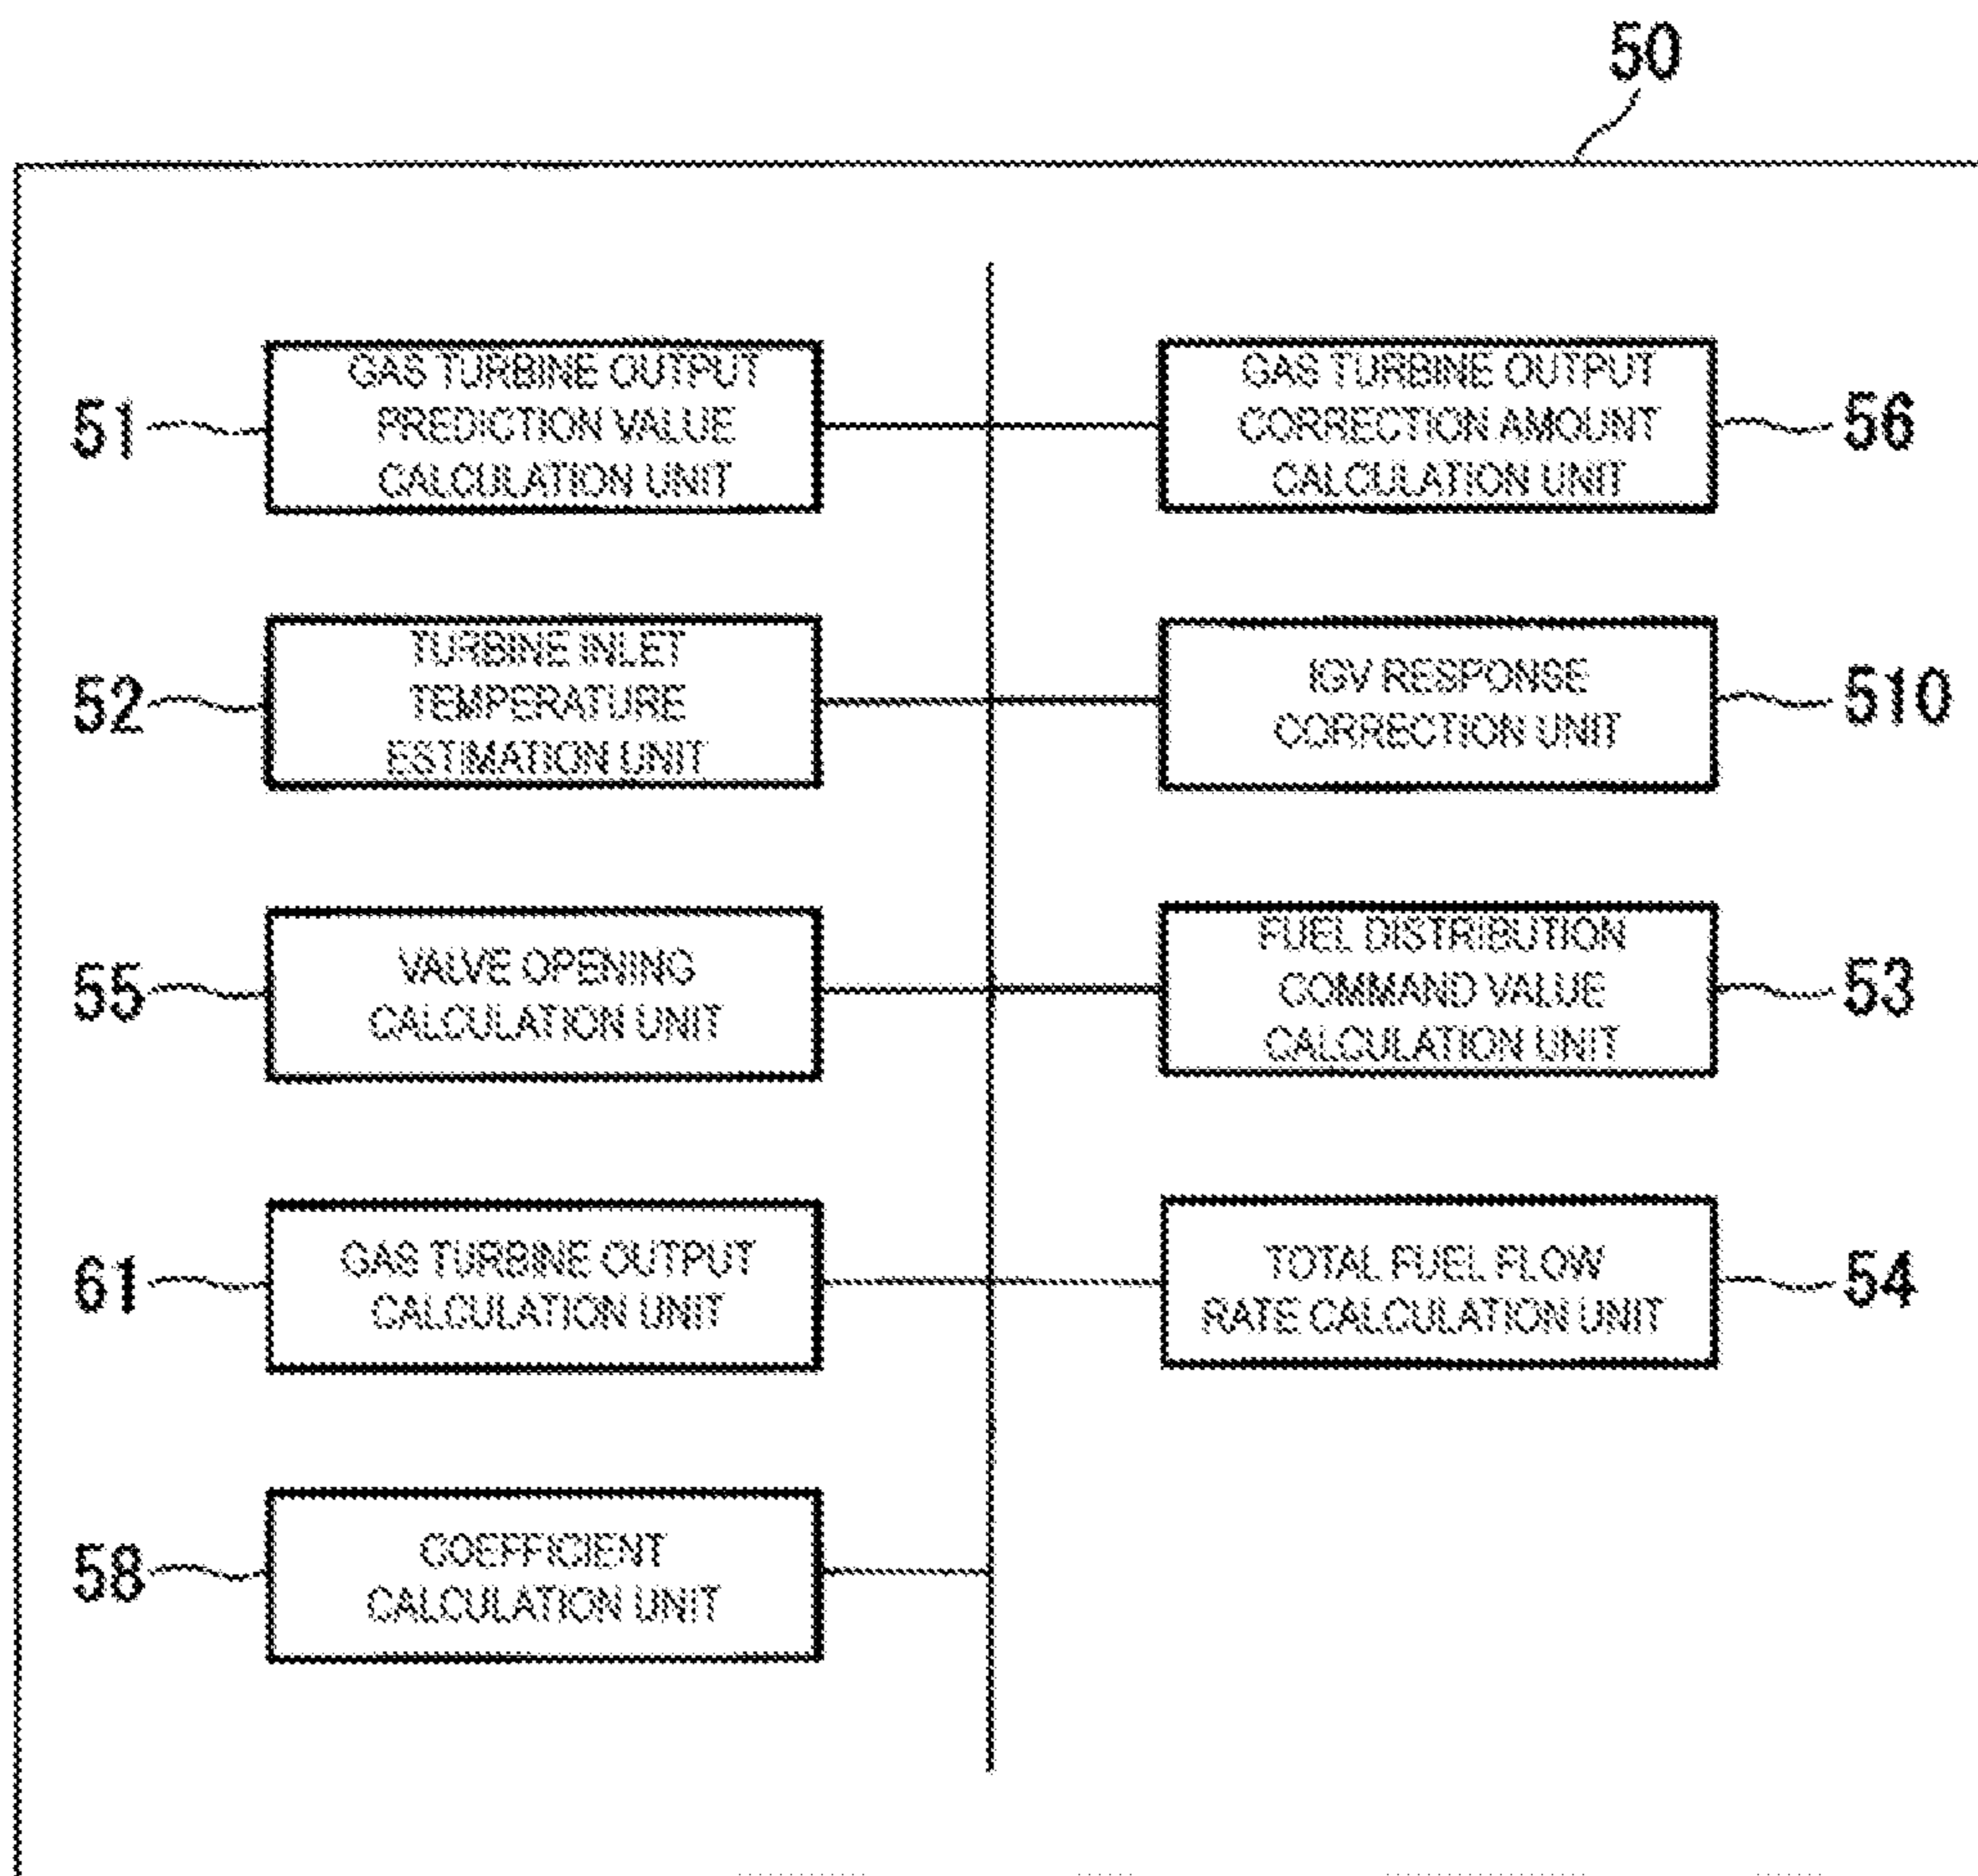 50
51
GAS TURBINE OUTPUT
PREDICTION VALUE
CALCULATION UNIT
GAS TURBINE OUTPUT
CORRECTION AMOUNT
CALCULATION UNIT
56
52
TURBINE INLET
TEMPERATURE
ESTIMATION UNIT
IGV RESPONSE
CORRECTION UNIT
510
55
VALVE OPENING
CALCULATION UNIT
FUEL DISTRIBUTION
COMMAND VALUE
CALCULATION UNIT
53
61
GAS TURBINE OUTPUT
CALCULATION UNIT
TOTAL FUEL FLOW
RATE CALCULATION UNIT
54
58
COEFFICIENT
CALCULATION UNIT